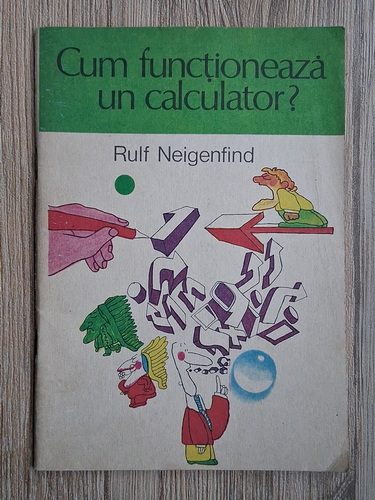 Cum funcționează
un calculator?
Rulf Neigenfind